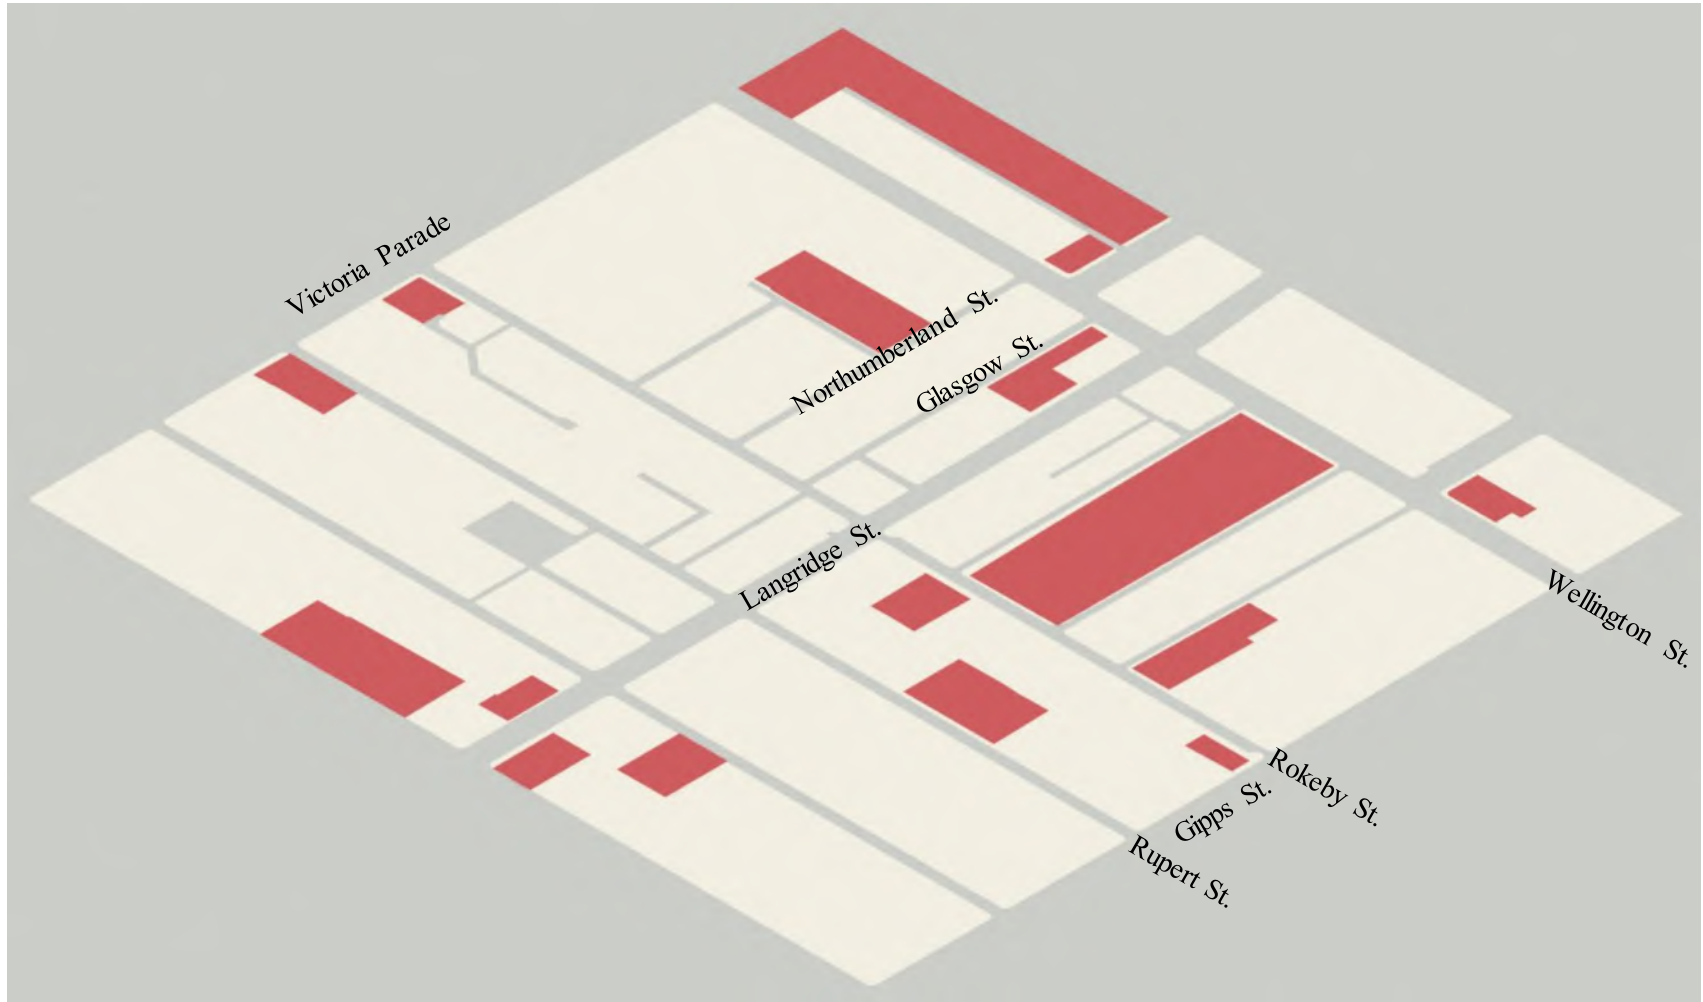 Victoria Parade
Northumberland St.
Glasgow St.
Langridge St.
Wellington St.
Rokeby St.
Gipps St.
Rupert St.